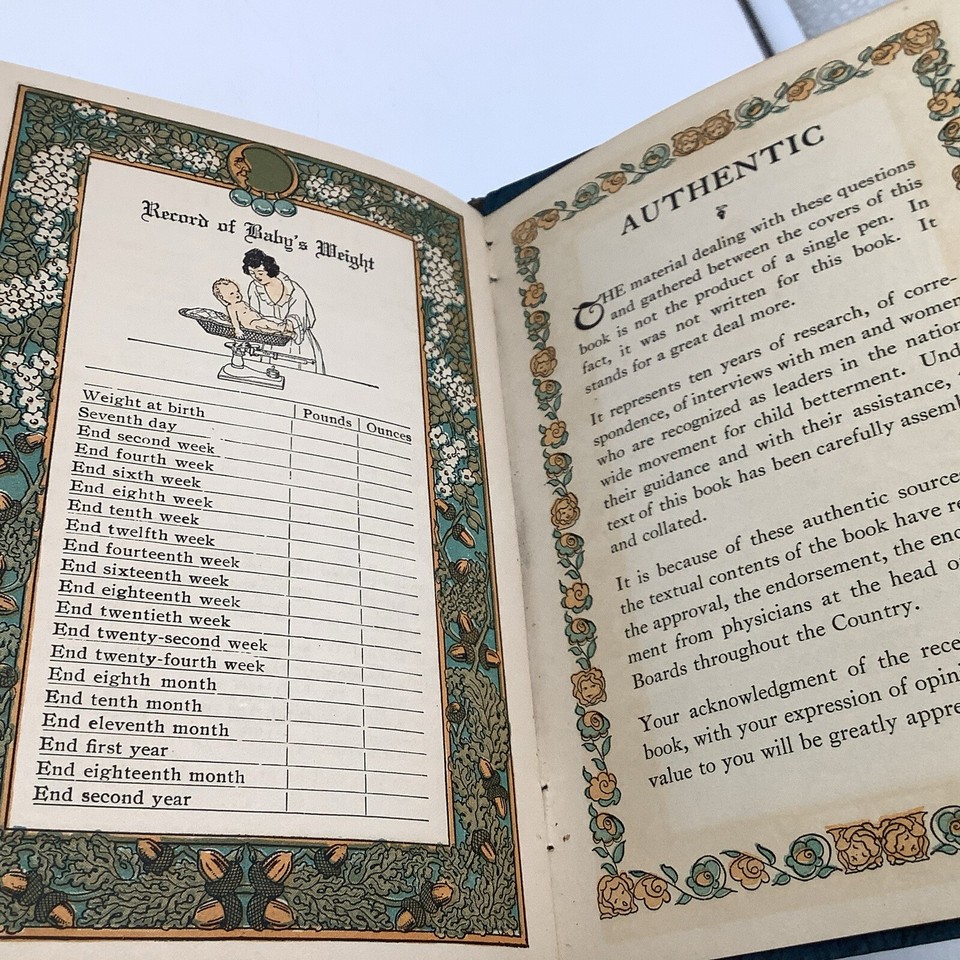 Record of Baby's Weight
Pounds Ounces
Weight at birth
Seventh day
End second week
End fourth week
End sixth week
End eighth week
End tenth week
End twelfth week
End fourteenth week
End sixteenth week
End eighteenth week
End twentieth week
End twenty-second week
End twenty-fourth week
End eighth month
End tenth month
End eleventh month
End first year
End eighteenth month
End second year
AUTHENTIC
THE material dealing with these questions
and gathered between the covers of this
book is not the product of a single pen. In
fact, it was not written for this book. It
stands for a great deal more.
It represents ten years of research, of corre-
spondence, of interviews with men and women
who are recognized as leaders in the nation
wide movement for child betterment. Und
their guidance and with their assistance,
text of this book has been carefully assemb
and collated.
It is because of these authentic source
the textual contents of the book have re
the approval, the endorsement, the enc
ment from physicians at the head o
Boards throughout the Country.
Your acknowledgment of the rece
book, with your expression of opin
value to you will be greatly appre